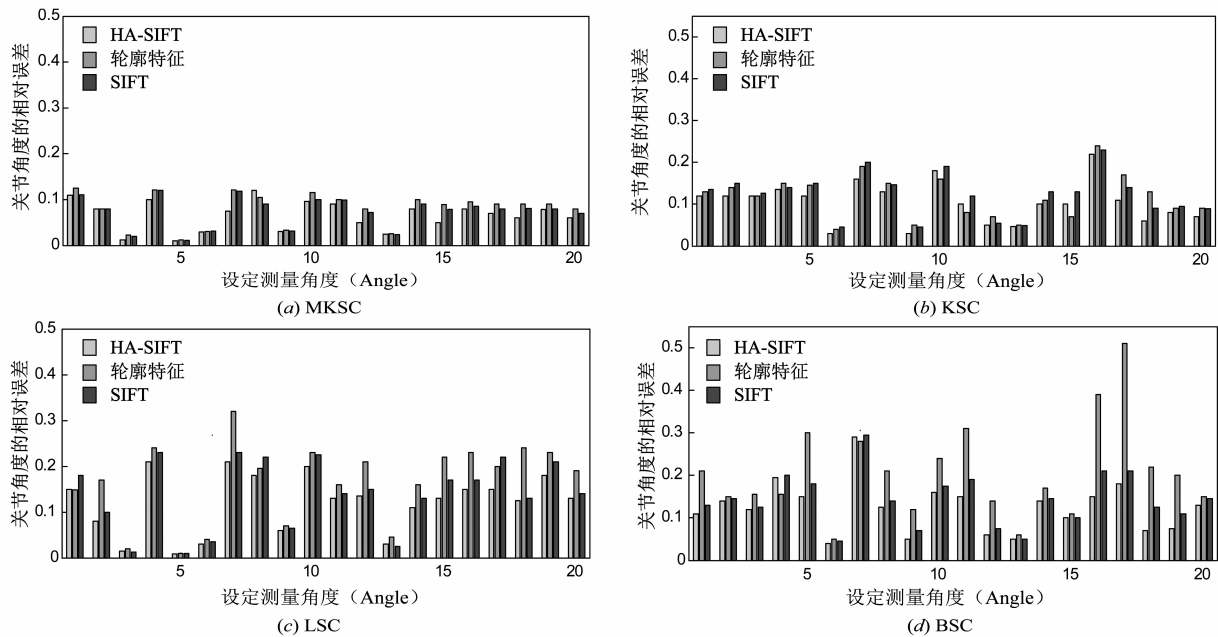 0.5
0.4
0.3
0.2
0.1
0
关节角度的相对误差
HA-SIFT
轮廓特征
SIFT
5
10
15
20
设定测量角度（Angle）
(a) MKSC
0.5
0.4
0.3
0.2
0.1
0
关节角度的相对误差
HA-SIFT
轮廓特征
SIFT
5
10
15
20
设定测量角度（Angle）
(b) KSC
0.5
0.4
0.3
0.2
0.1
0
关节角度的相对误差
HA-SIFT
轮廓特征
SIFT
5
10
15
20
设定测量角度（Angle）
(c) LSC
0.5
0.4
0.3
0.2
0.1
0
关节角度的相对误差
HA-SIFT
轮廓特征
SIFT
5
10
15
20
设定测量角度（Angle）
(d) BSC